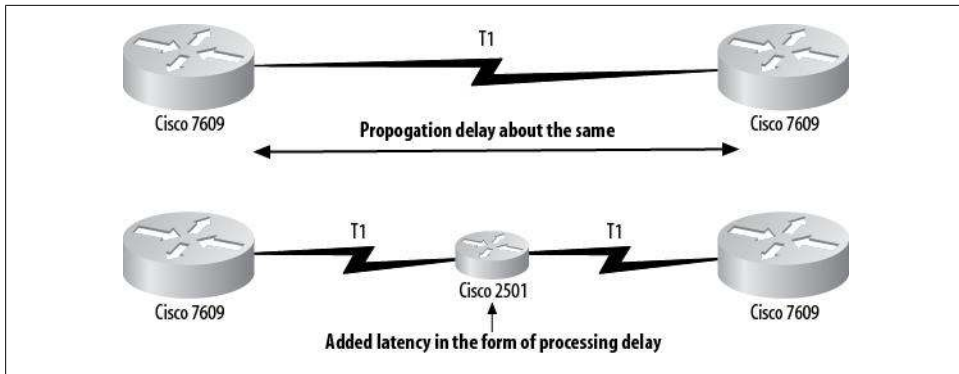 T1
Cisco 7609
Cisco 7609
Propogation delay about the same
T1
T1
Cisco 7609
Cisco 2501
Cisco 7609
Added latency in the form of processing delay